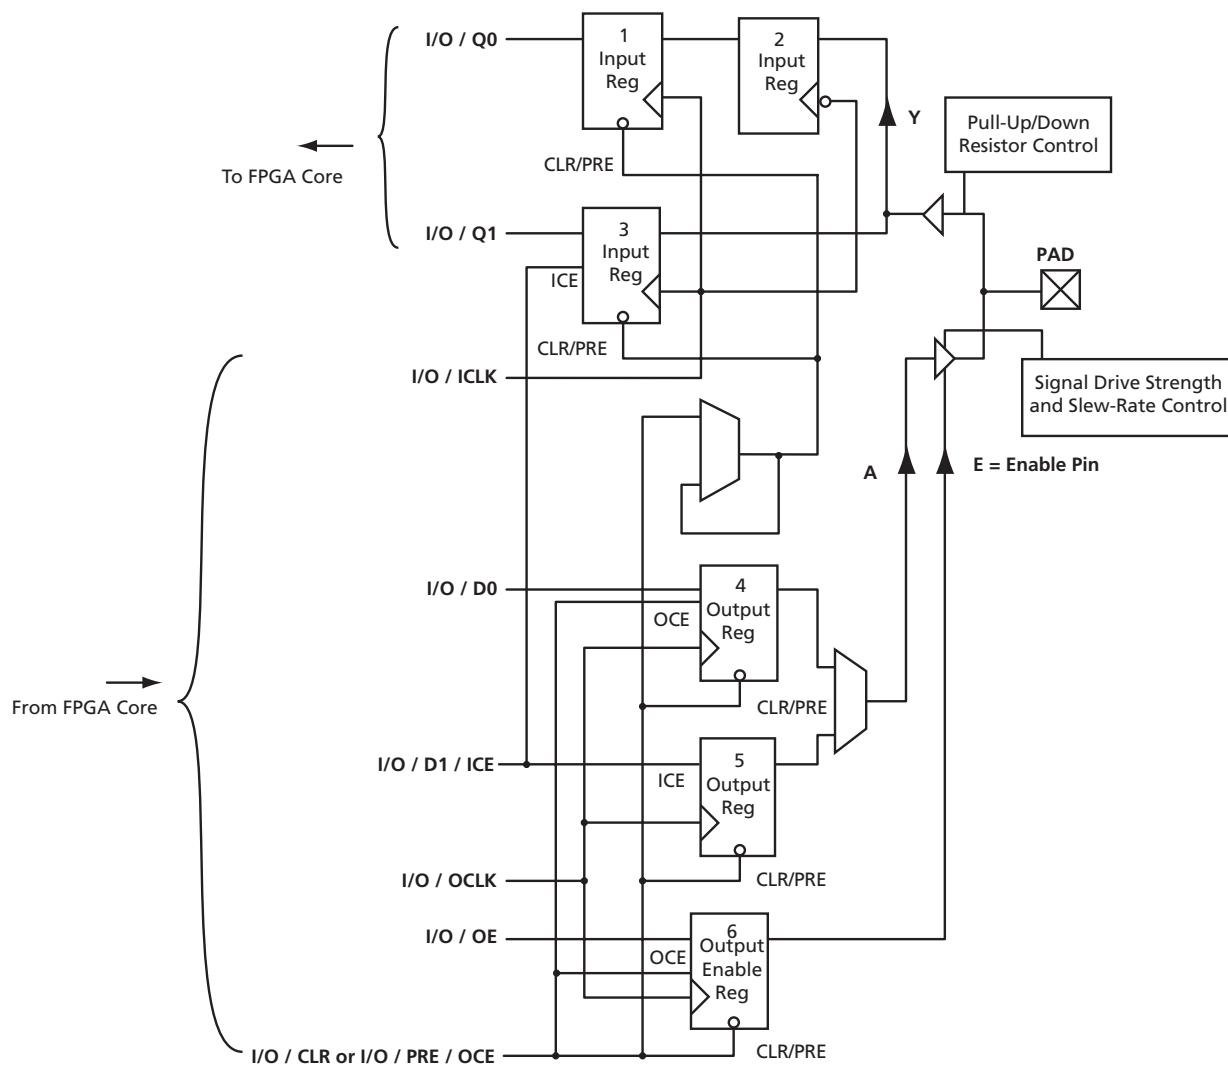 I/O / Q0
1
Input
Reg
2
Input
Reg
Y
Pull-Up/Down
Resistor Control
CLR/PRE
To FPGA Core
I/O / Q1
3
Input
Reg
ICE
PAD
CLR/PRE
I/O / ICLK
Signal Drive Strength
and Slew-Rate Control
A
E = Enable Pin
I/O / D0
4
Output
Reg
OCE
CLR/PRE
From FPGA Core
I/O / D1 / ICE
5
Output
Reg
ICE
I/O / OCLK
CLR/PRE
I/O / OE
6
Output
Enable
Reg
OCE
I/O / CLR or I/O / PRE / OCE
CLR/PRE